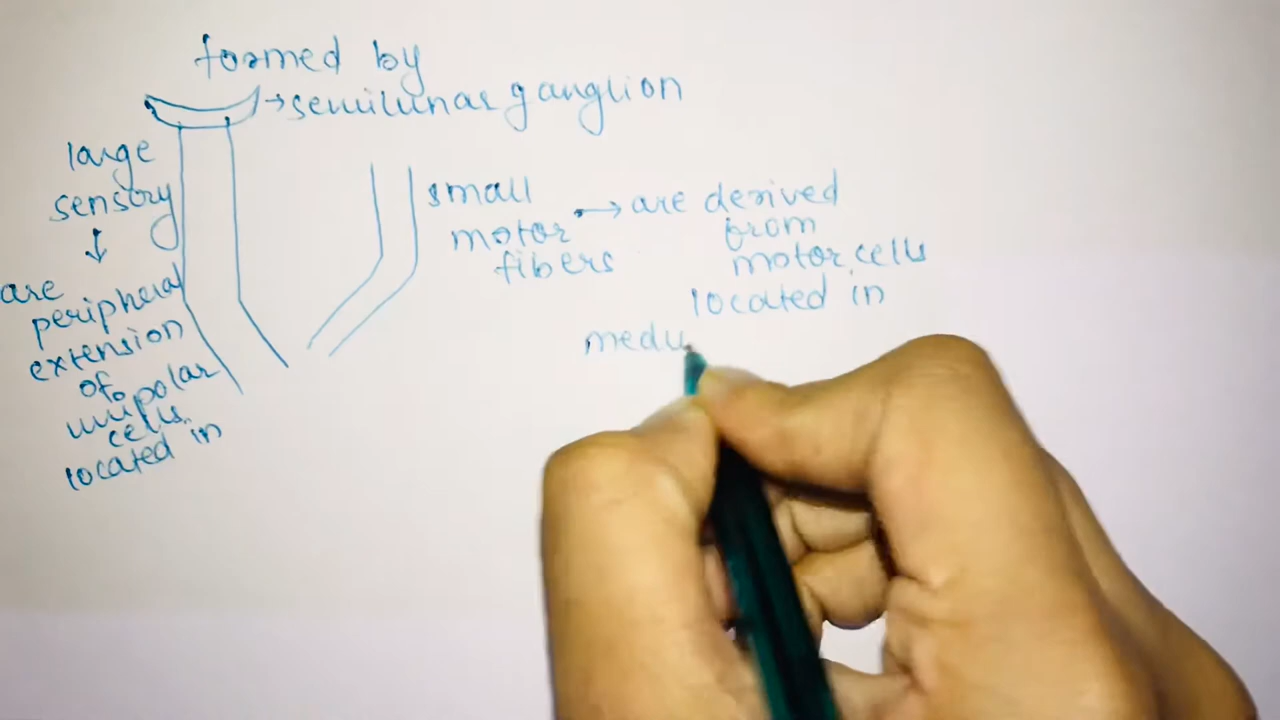 formed by
→semilunar ganglion
large
sensory
↓
are
peripheral
extension
of
unipolar
cells
located in
small
motor
fibers
→ are derived
from
motor cells
located in
medu